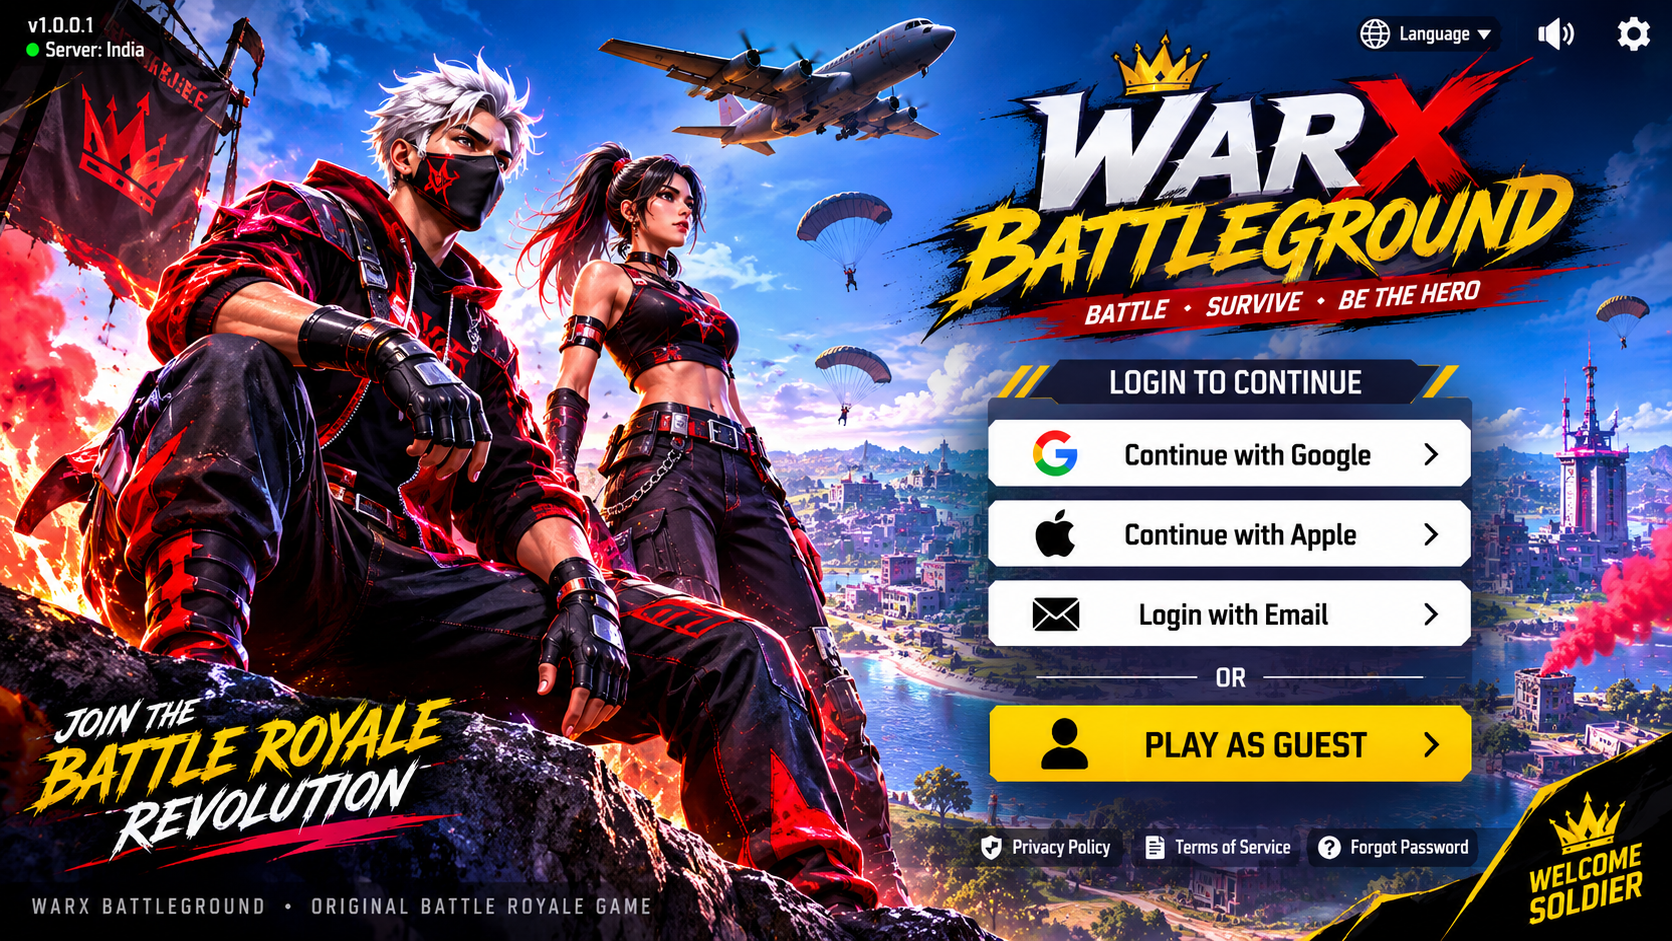 v1.0.0.1
Server: India
Language
WARX
BATTLEGROUND
BATTLE • SURVIVE • BE THE HERO
LOGIN TO CONTINUE
Continue with Google
Continue with Apple
Login with Email
OR
PLAY AS GUEST
Privacy Policy
Terms of Service
Forgot Password
JOIN THE
BATTLE ROYALE
REVOLUTION
WARX BATTLEGROUND • ORIGINAL BATTLE ROYALE GAME
WELCOME
SOLDIER